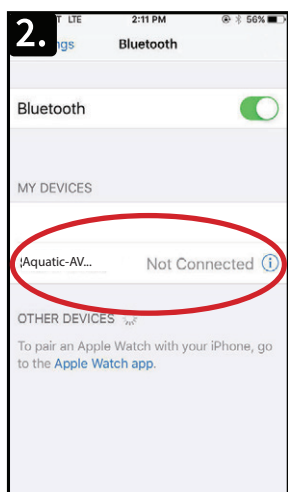 2.
T LTE 2:11 PM 56%
ngs Bluetooth
Bluetooth
MY DEVICES
Aquatic-AV... Not Connected
OTHER DEVICES
To pair an Apple Watch with your iPhone, go
to the Apple Watch app.